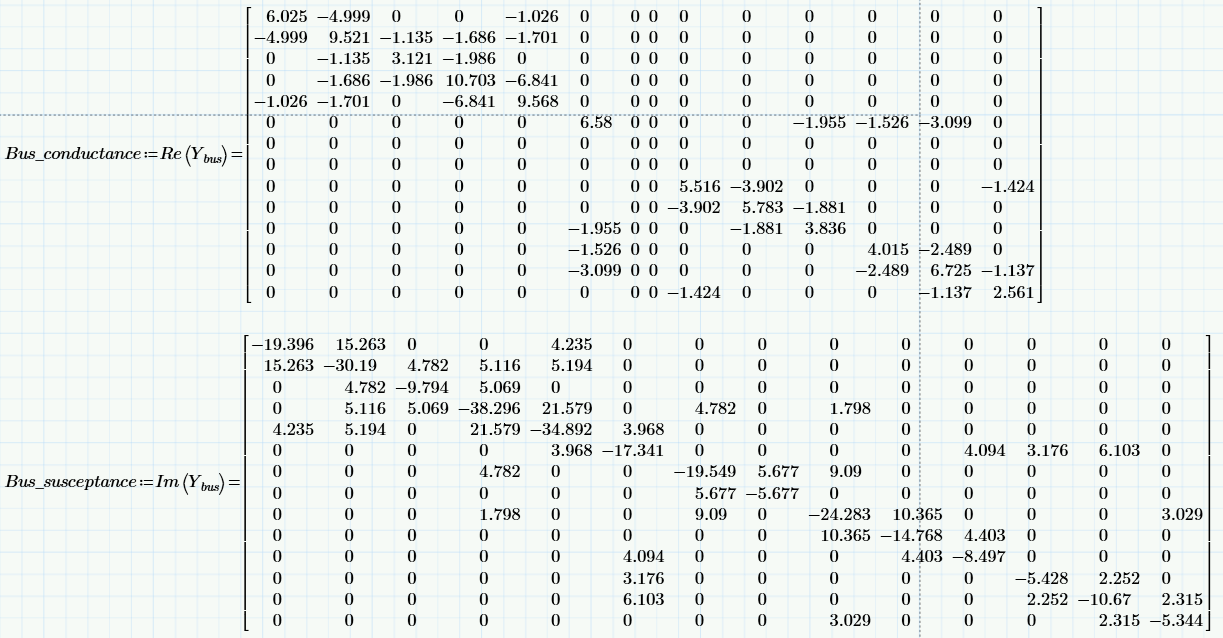 6.025 −4.999 0 0 −1.026 0 0 0 0 0 0 0 0 0
−4.999 9.521 −1.135 −1.686 −1.701 0 0 0 0 0 0 0 0 0
0 −1.135 3.121 −1.986 0 0 0 0 0 0 0 0 0 0
0 −1.686 −1.986 10.703 −6.841 0 0 0 0 0 0 0 0 0
−1.026 −1.701 0 −6.841 9.568 0 0 0 0 0 0 0 0 0
0 0 0 0 0 6.58 0 0 0 0 −1.955 −1.526 −3.099 0
0 0 0 0 0 0 0 0 0 0 0 0 0 0
Bus_conductance:=Re(Y_bus)=
0 0 0 0 0 0 0 0 0 0 0 0 0 0
0 0 0 0 0 0 0 0 5.516 −3.902 0 0 0 −1.424
0 0 0 0 0 0 0 0 −3.902 5.783 −1.881 0 0 0
0 0 0 0 0 −1.955 0 0 0 −1.881 3.836 0 0 0
0 0 0 0 0 −1.526 0 0 0 0 0 4.015 −2.489 0
0 0 0 0 0 −3.099 0 0 0 0 0 −2.489 6.725 −1.137
0 0 0 0 0 0 0 0 −1.424 0 0 0 −1.137 2.561
−19.396 15.263 0 0 4.235 0 0 0 0 0 0 0 0 0
15.263 −30.19 4.782 5.116 5.194 0 0 0 0 0 0 0 0 0
0 4.782 −9.794 5.069 0 0 0 0 0 0 0 0 0 0
0 5.116 5.069 −38.296 21.579 0 4.782 0 1.798 0 0 0 0 0
4.235 5.194 0 21.579 −34.892 3.968 0 0 0 0 0 0 0 0
0 0 0 0 3.968 −17.341 0 0 0 0 4.094 3.176 6.103 0
0 0 0 4.782 0 0 −19.549 5.677 9.09 0 0 0 0 0
Bus_susceptance:=Im(Y_bus)=
0 0 0 0 0 0 5.677 −5.677 0 0 0 0 0 0
0 0 0 1.798 0 0 9.09 0 −24.283 10.365 0 0 0 3.029
0 0 0 0 0 0 0 0 10.365 −14.768 4.403 0 0 0
0 0 0 0 0 4.094 0 0 0 4.403 −8.497 0 0 0
0 0 0 0 0 3.176 0 0 0 0 0 −5.428 2.252 0
0 0 0 0 0 6.103 0 0 0 0 0 2.252 −10.67 2.315
0 0 0 0 0 0 0 0 3.029 0 0 0 2.315 −5.344